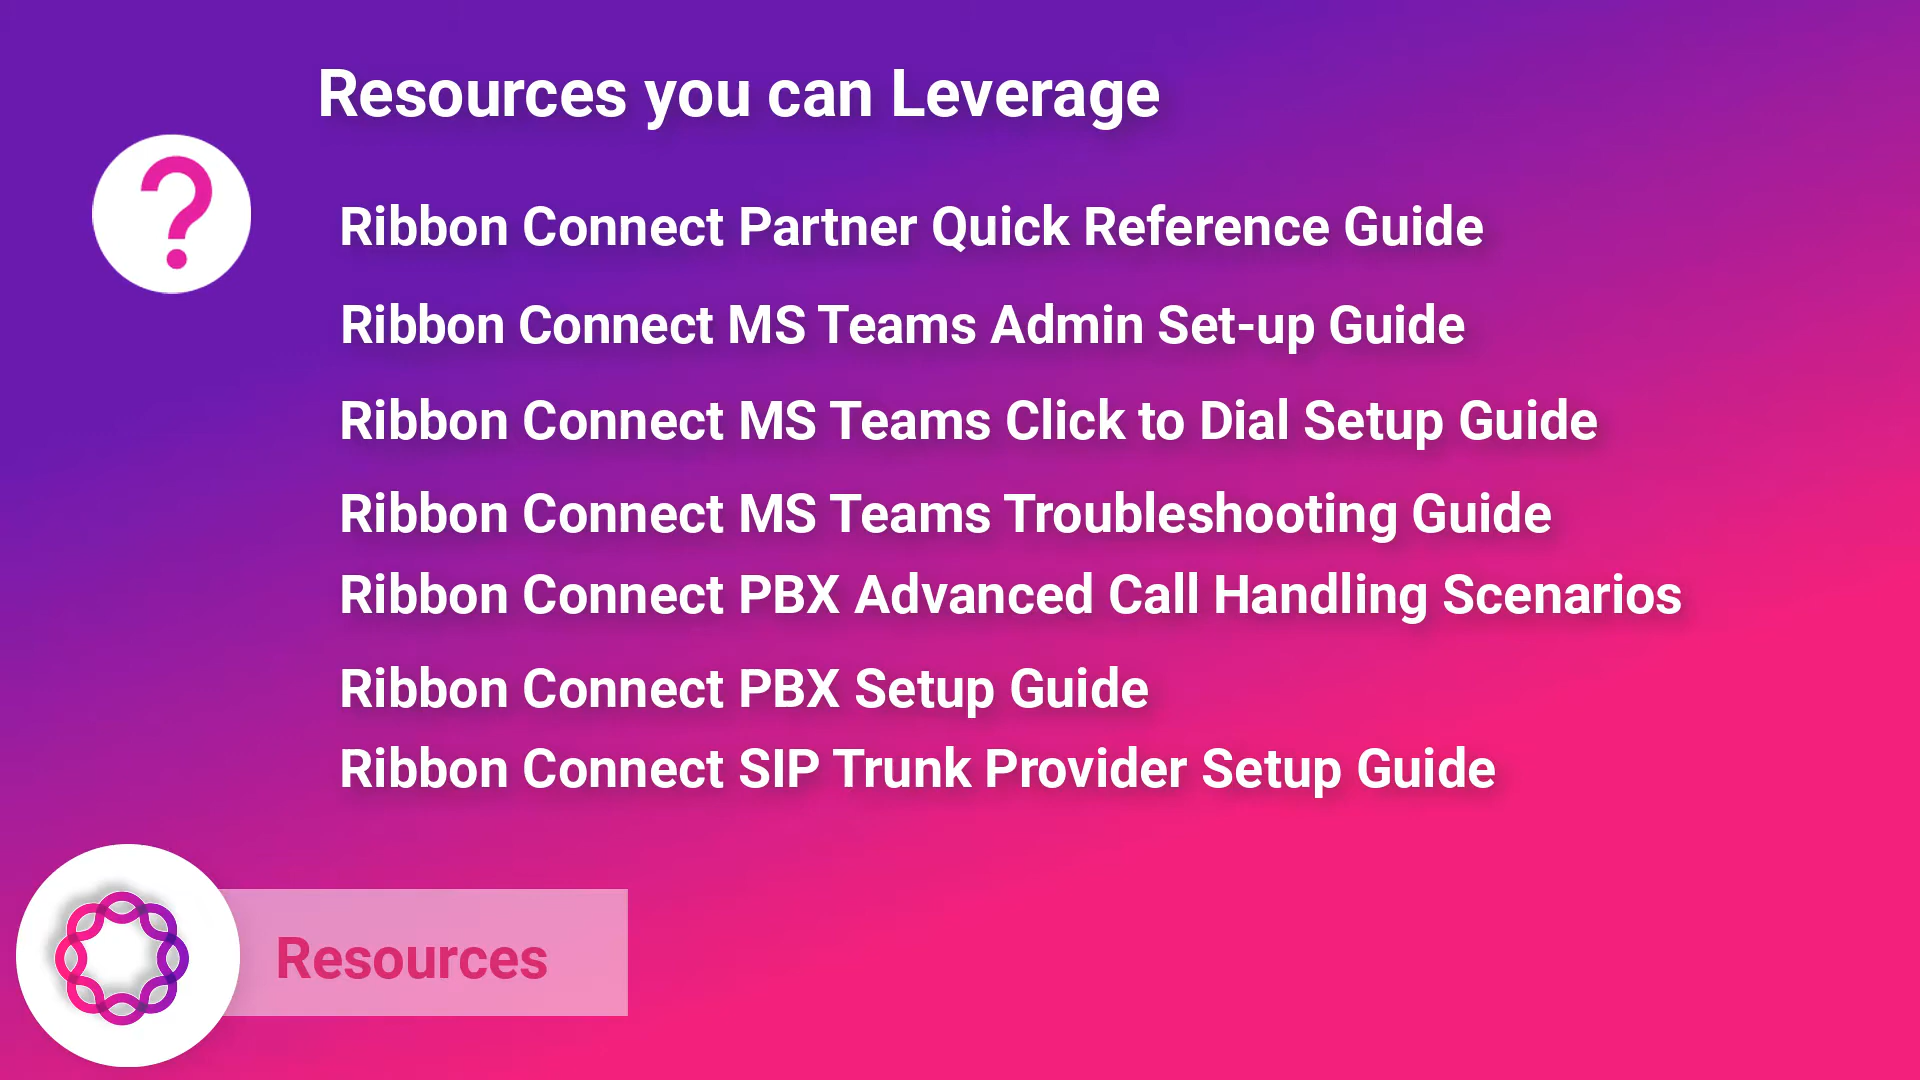 Resources you can Leverage
?
Ribbon Connect Partner Quick Reference Guide
Ribbon Connect MS Teams Admin Set-up Guide
Ribbon Connect MS Teams Click to Dial Setup Guide
Ribbon Connect MS Teams Troubleshooting Guide
Ribbon Connect PBX Advanced Call Handling Scenarios
Ribbon Connect PBX Setup Guide
Ribbon Connect SIP Trunk Provider Setup Guide
Resources